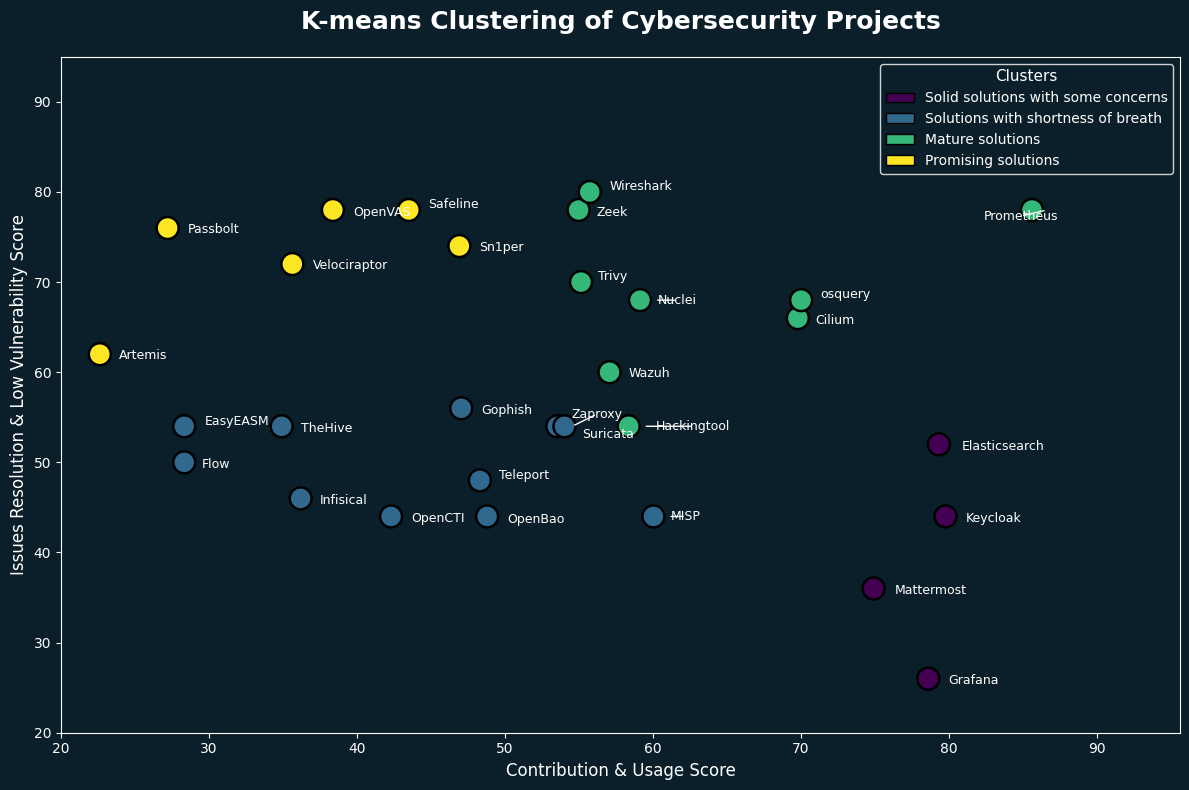 K-means Clustering of Cybersecurity Projects
Clusters
Solid solutions with some concerns
Solutions with shortness of breath
Mature solutions
Promising solutions
Issues Resolution & Low Vulnerability Score
90
80
70
60
50
40
30
20
Wireshark
Safeline
OpenVAS
Zeek
Prometheus
Passbolt
Sn1per
Velociraptor
Trivy
Nuclei
osquery
Cilium
Artemis
Wazuh
Gophish
Zaproxy
EasyEASM
TheHive
Suricata
Hackingtool
Elasticsearch
Flow
Teleport
Infisical
OpenCTI
OpenBao
MISP
Keycloak
Mattermost
Grafana
20
30
40
50
60
70
80
90
Contribution & Usage Score